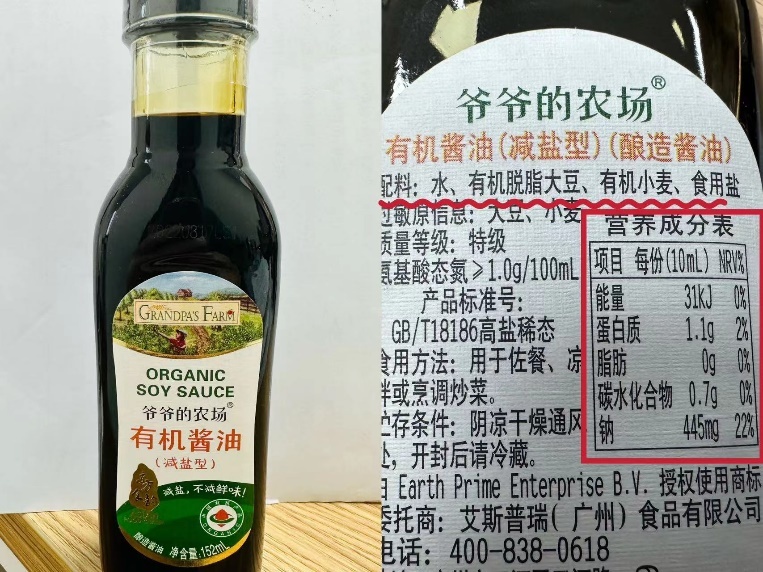 GRANDPA'S FARM
ORGANIC
SOY SAUCE
爷爷的农场®
有机酱油
(减盐型)
减盐,不减鲜味!
酿造酱油 净含量:152mL
爷爷的农场®
有机酱油(减盐型)(酿造酱油)
配料: 水、有机脱脂大豆、有机小麦、食用盐
过敏原信息: 大豆、小麦
质量等级: 特级
氨基酸态氮≥1.0g/100mL
产品标准号:
GB/T18186高盐稀态
食用方法: 用于佐餐、凉
拌或烹调炒菜。
贮存条件: 阴凉干燥通风
处, 开封后请冷藏。
由 Earth Prime Enterprise B.V. 授权使用商标
委托商: 艾斯普瑞(广州)食品有限公司
电话: 400-838-0618
营养成分表
项目 每份(10mL) NRV%
能量 31KJ 0%
蛋白质 1.1g 2%
脂肪 0g 0%
碳水化合物 0.7g 0%
钠 445mg 22%